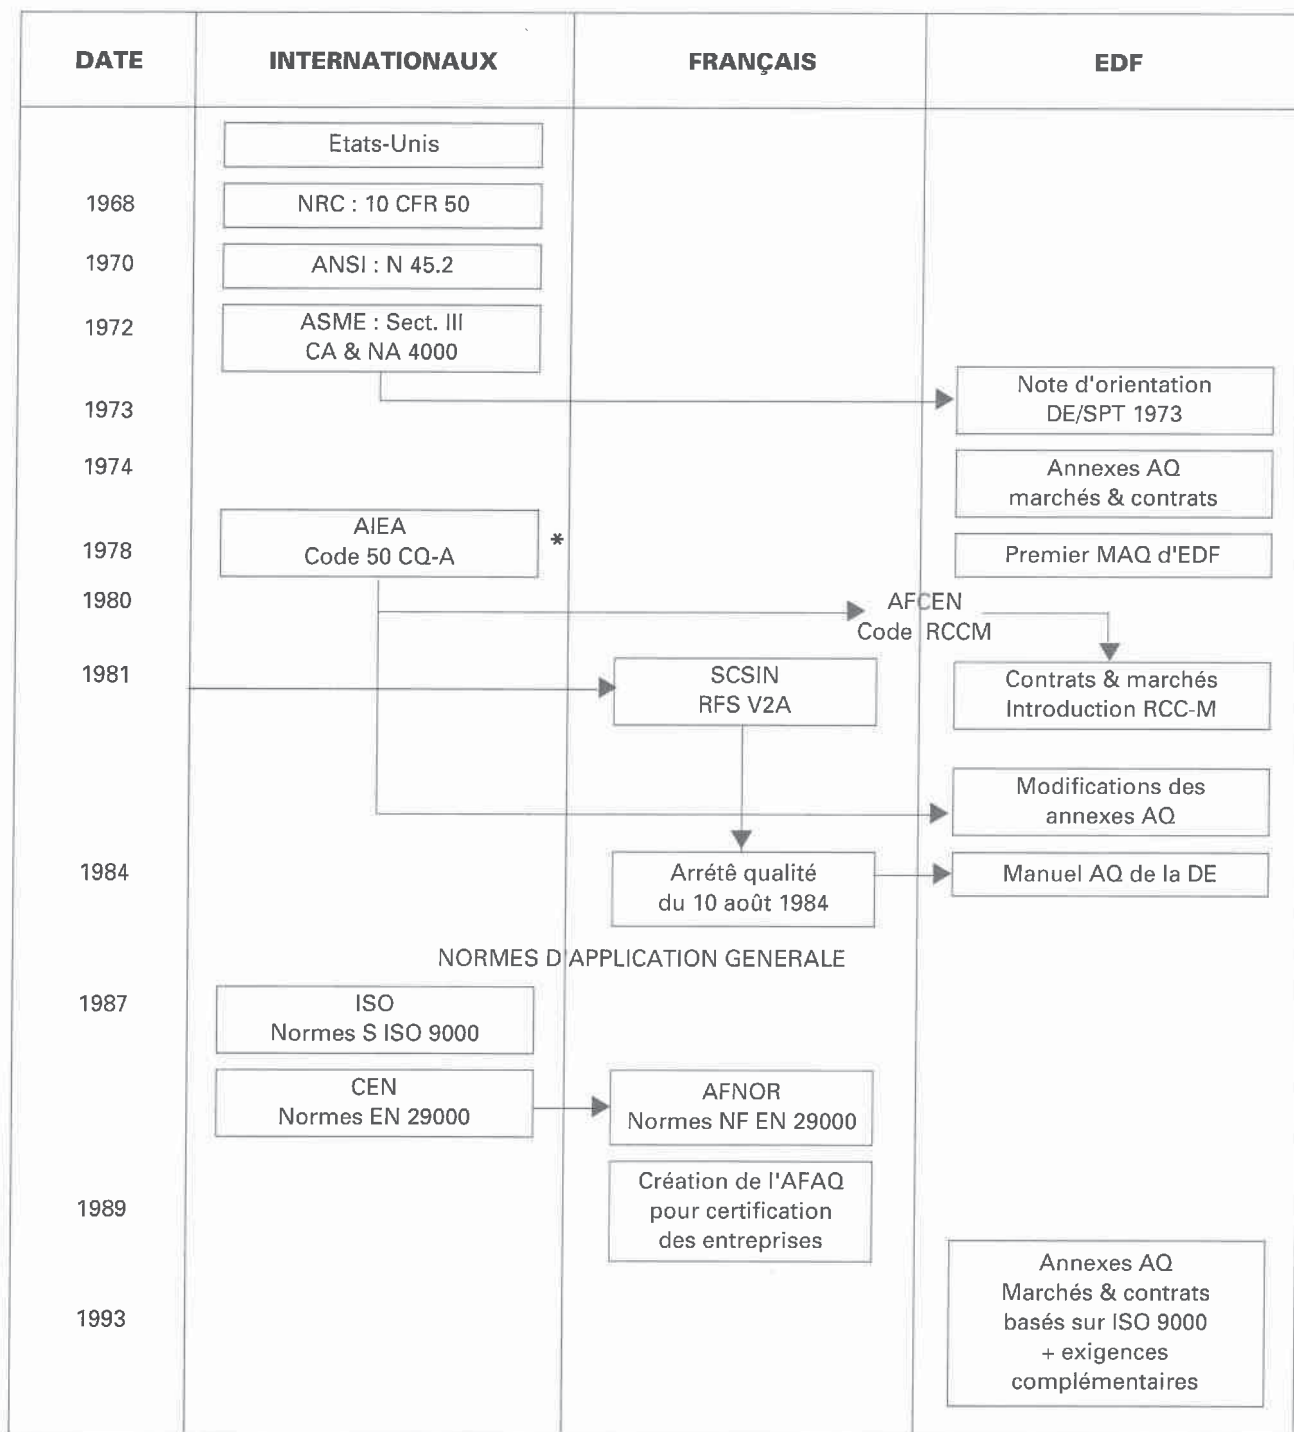 DATE
INTERNATIONAUX
FRANÇAIS
EDF
Etats-Unis
1968
NRC : 10 CFR 50
1970
ANSI : N 45.2
1972
ASME : Sect. III
CA & NA 4000
1973
Note d'orientation
DE/SPT 1973
1974
Annexes AQ
marchés & contrats
1978
AIEA
Code 50 CQ-A
*
Premier MAQ d'EDF
1980
AFCEN
Code RCCM
1981
SCSIN
RFS V2A
Contrats & marchés
Introduction RCC-M
Modifications des
annexes AQ
1984
Arrétê qualité
du 10 août 1984
Manuel AQ de la DE
NORMES D'APPLICATION GENERALE
1987
ISO
Normes S ISO 9000
CEN
Normes EN 29000
AFNOR
Normes NF EN 29000
1989
Création de l'AFAQ
pour certification
des entreprises
1993
Annexes AQ
Marchés & contrats
basés sur ISO 9000
+ exigences
complémentaires